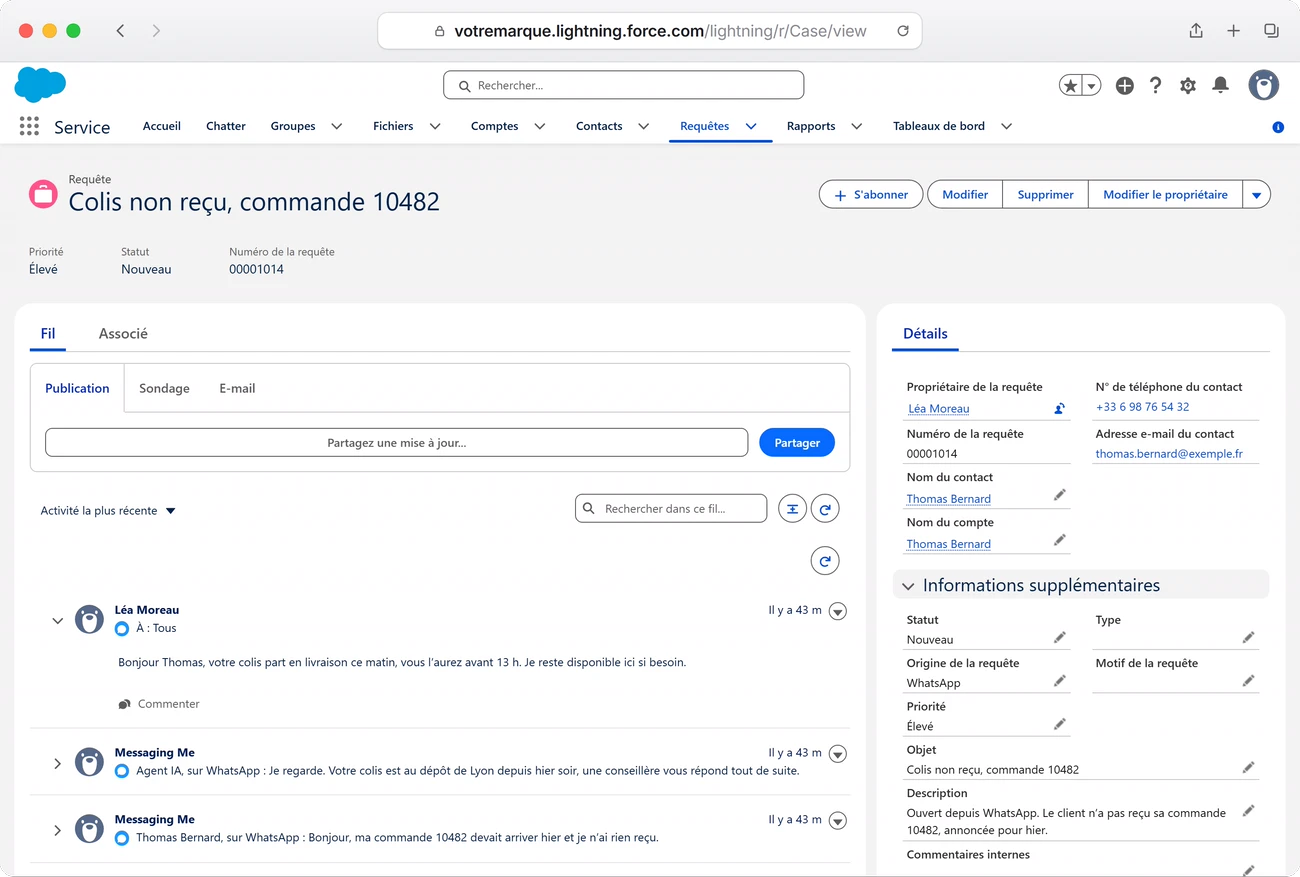 votremarque.lightning.force.com/lightning/r/Case/view
Rechercher...
Service
Accueil
Chatter
Groupes
Fichiers
Comptes
Contacts
Requêtes
Rapports
Tableaux de bord
Requête
Colis non reçu, commande 10482
S'abonner
Modifier
Supprimer
Modifier le propriétaire
Priorité
Élevé
Statut
Nouveau
Numéro de la requête
00001014
Fil
Associé
Publication
Sondage
E-mail
Partagez une mise à jour...
Partager
Activité la plus récente
Rechercher dans ce fil...
Léa Moreau
Il y a 43 m
À : Tous
Bonjour Thomas, votre colis part en livraison ce matin, vous l’aurez avant 13 h. Je reste disponible ici si besoin.
Commenter
Messaging Me
Il y a 43 m
Agent IA, sur WhatsApp : Je regarde. Votre colis est au dépôt de Lyon depuis hier soir, une conseillère vous répond tout de suite.
Messaging Me
Il y a 43 m
Thomas Bernard, sur WhatsApp : Bonjour, ma commande 10482 devait arriver hier et je n’ai rien reçu.
Détails
Propriétaire de la requête
Léa Moreau
N° de téléphone du contact
+33 6 98 76 54 32
Numéro de la requête
00001014
Adresse e-mail du contact
thomas.bernard@exemple.fr
Nom du contact
Thomas Bernard
Nom du compte
Thomas Bernard
Informations supplémentaires
Statut
Nouveau
Type
Origine de la requête
WhatsApp
Motif de la requête
Priorité
Élevé
Objet
Colis non reçu, commande 10482
Description
Ouvert depuis WhatsApp. Le client n’a pas reçu sa commande
10482, annoncée pour hier.
Commentaires internes